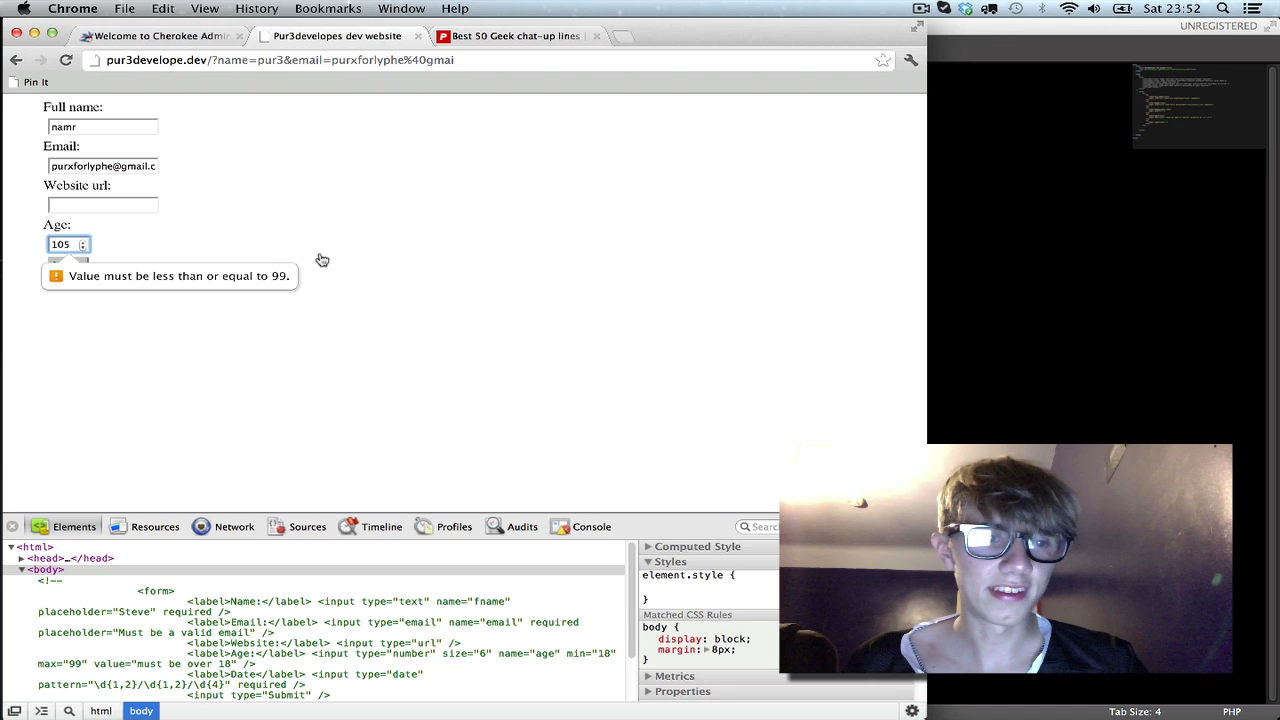 Chrome File Edit View History Bookmarks Window Help Sat 23:52
Welcome to Cherokee Admin Pur3developes dev website Best 50 Geek chat-up lines UNREGISTERED
pur3develope.dev/?name=pur3&email=purxforlyphe%40gmai
Pin It
Full name:
namr
Email:
purxforlyphe@gmail.c
Website url:
Age:
105
Value must be less than or equal to 99.
Elements Resources Network Sources Timeline Profiles Audits Console Searc
<html>
<head>…</head>
<body>
<!--
<form>
<label>Name:</label> <input type="text" name="fname"
placeholder="Steve" required />
<label>Email:</label> <input type="email" name="email" required
placeholder="Must be a valid email" />
<label>Website:</label> <input type="url" />
<label>Age:</label> <input type="number" size="6" name="age" min="18"
max="99" value="must be over 18" />
<label>Date</label> <input type="date"
pattern="\d{1,2}/\d{1,2}/\d{4}" required />
<input type="Submit" />
Computed Style
Styles
element.style {
}
Matched CSS Rules
body {
display: block;
margin: 8px;
}
Metrics
Properties
html body
Tab Size: 4 PHP